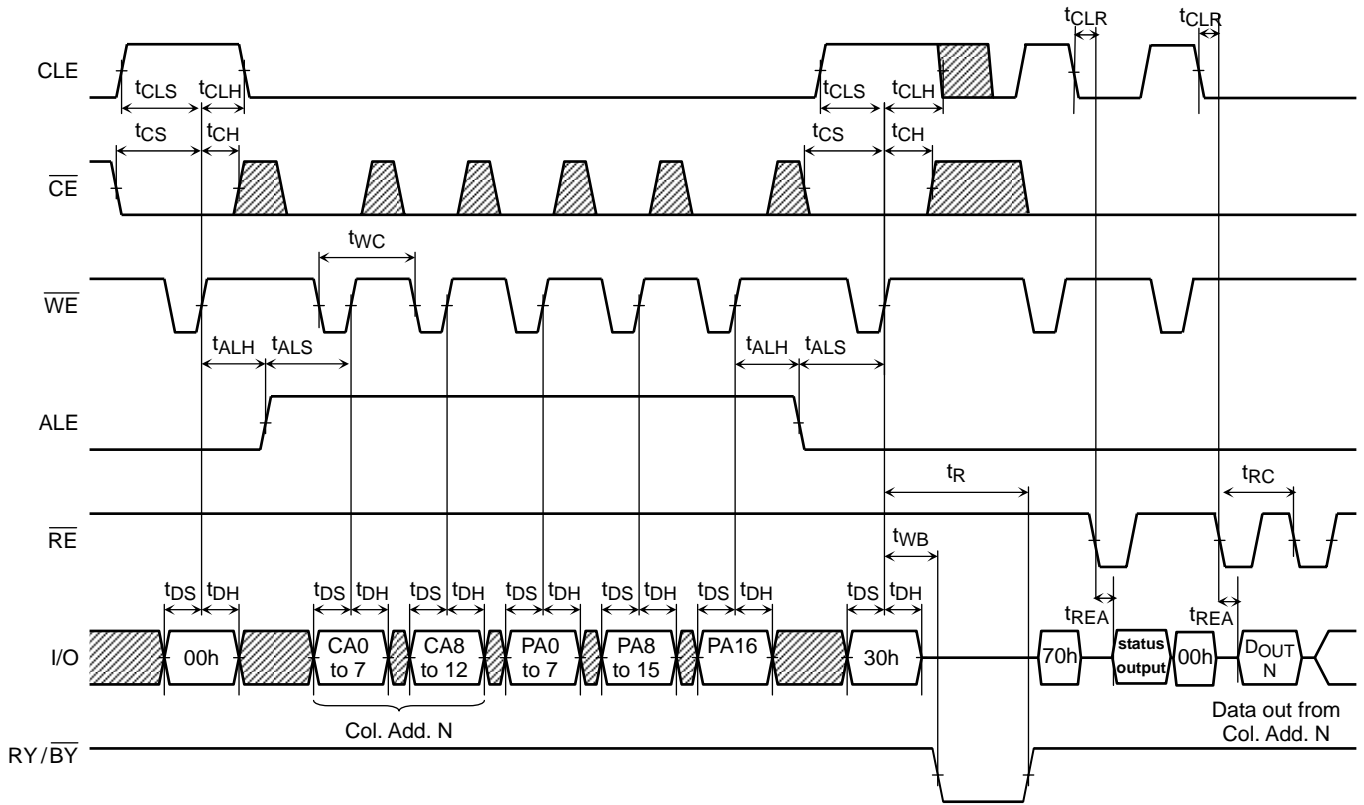 tCLR tCLR
CLE
tCLS tCLH tCLS tCLH
tCS tCH tCS tCH
CE
tWC
WE
tALH tALS tALH tALS
ALE
tR tRC
RE
tWB
tDS tDH tDS tDH tDS tDH tDS tDH tDS tDH tDS tDH tDS tDH
tREA tREA
I/O
00h
CA0
to 7
CA8
to 12
PA0
to 7
PA8
to 15
PA16
30h
70h
status
output
00h
DOUT
N
Col. Add. N
Data out from
Col. Add. N
RY/BY